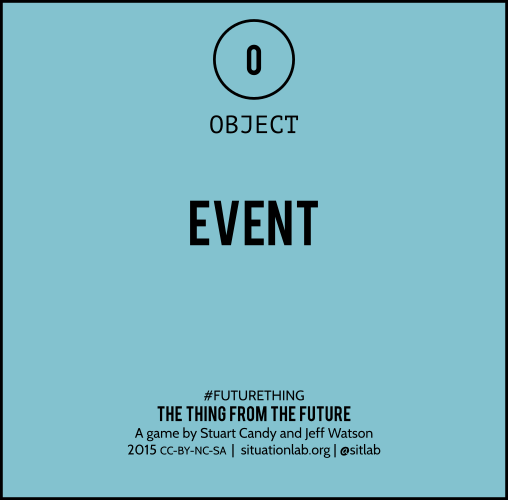 O
OBJECT
EVENT
#FUTURETHING
THE THING FROM THE FUTURE
A game by Stuart Candy and Jeff Watson
2015 CC-BY-NC-SA | situationlab.org | @sitlab